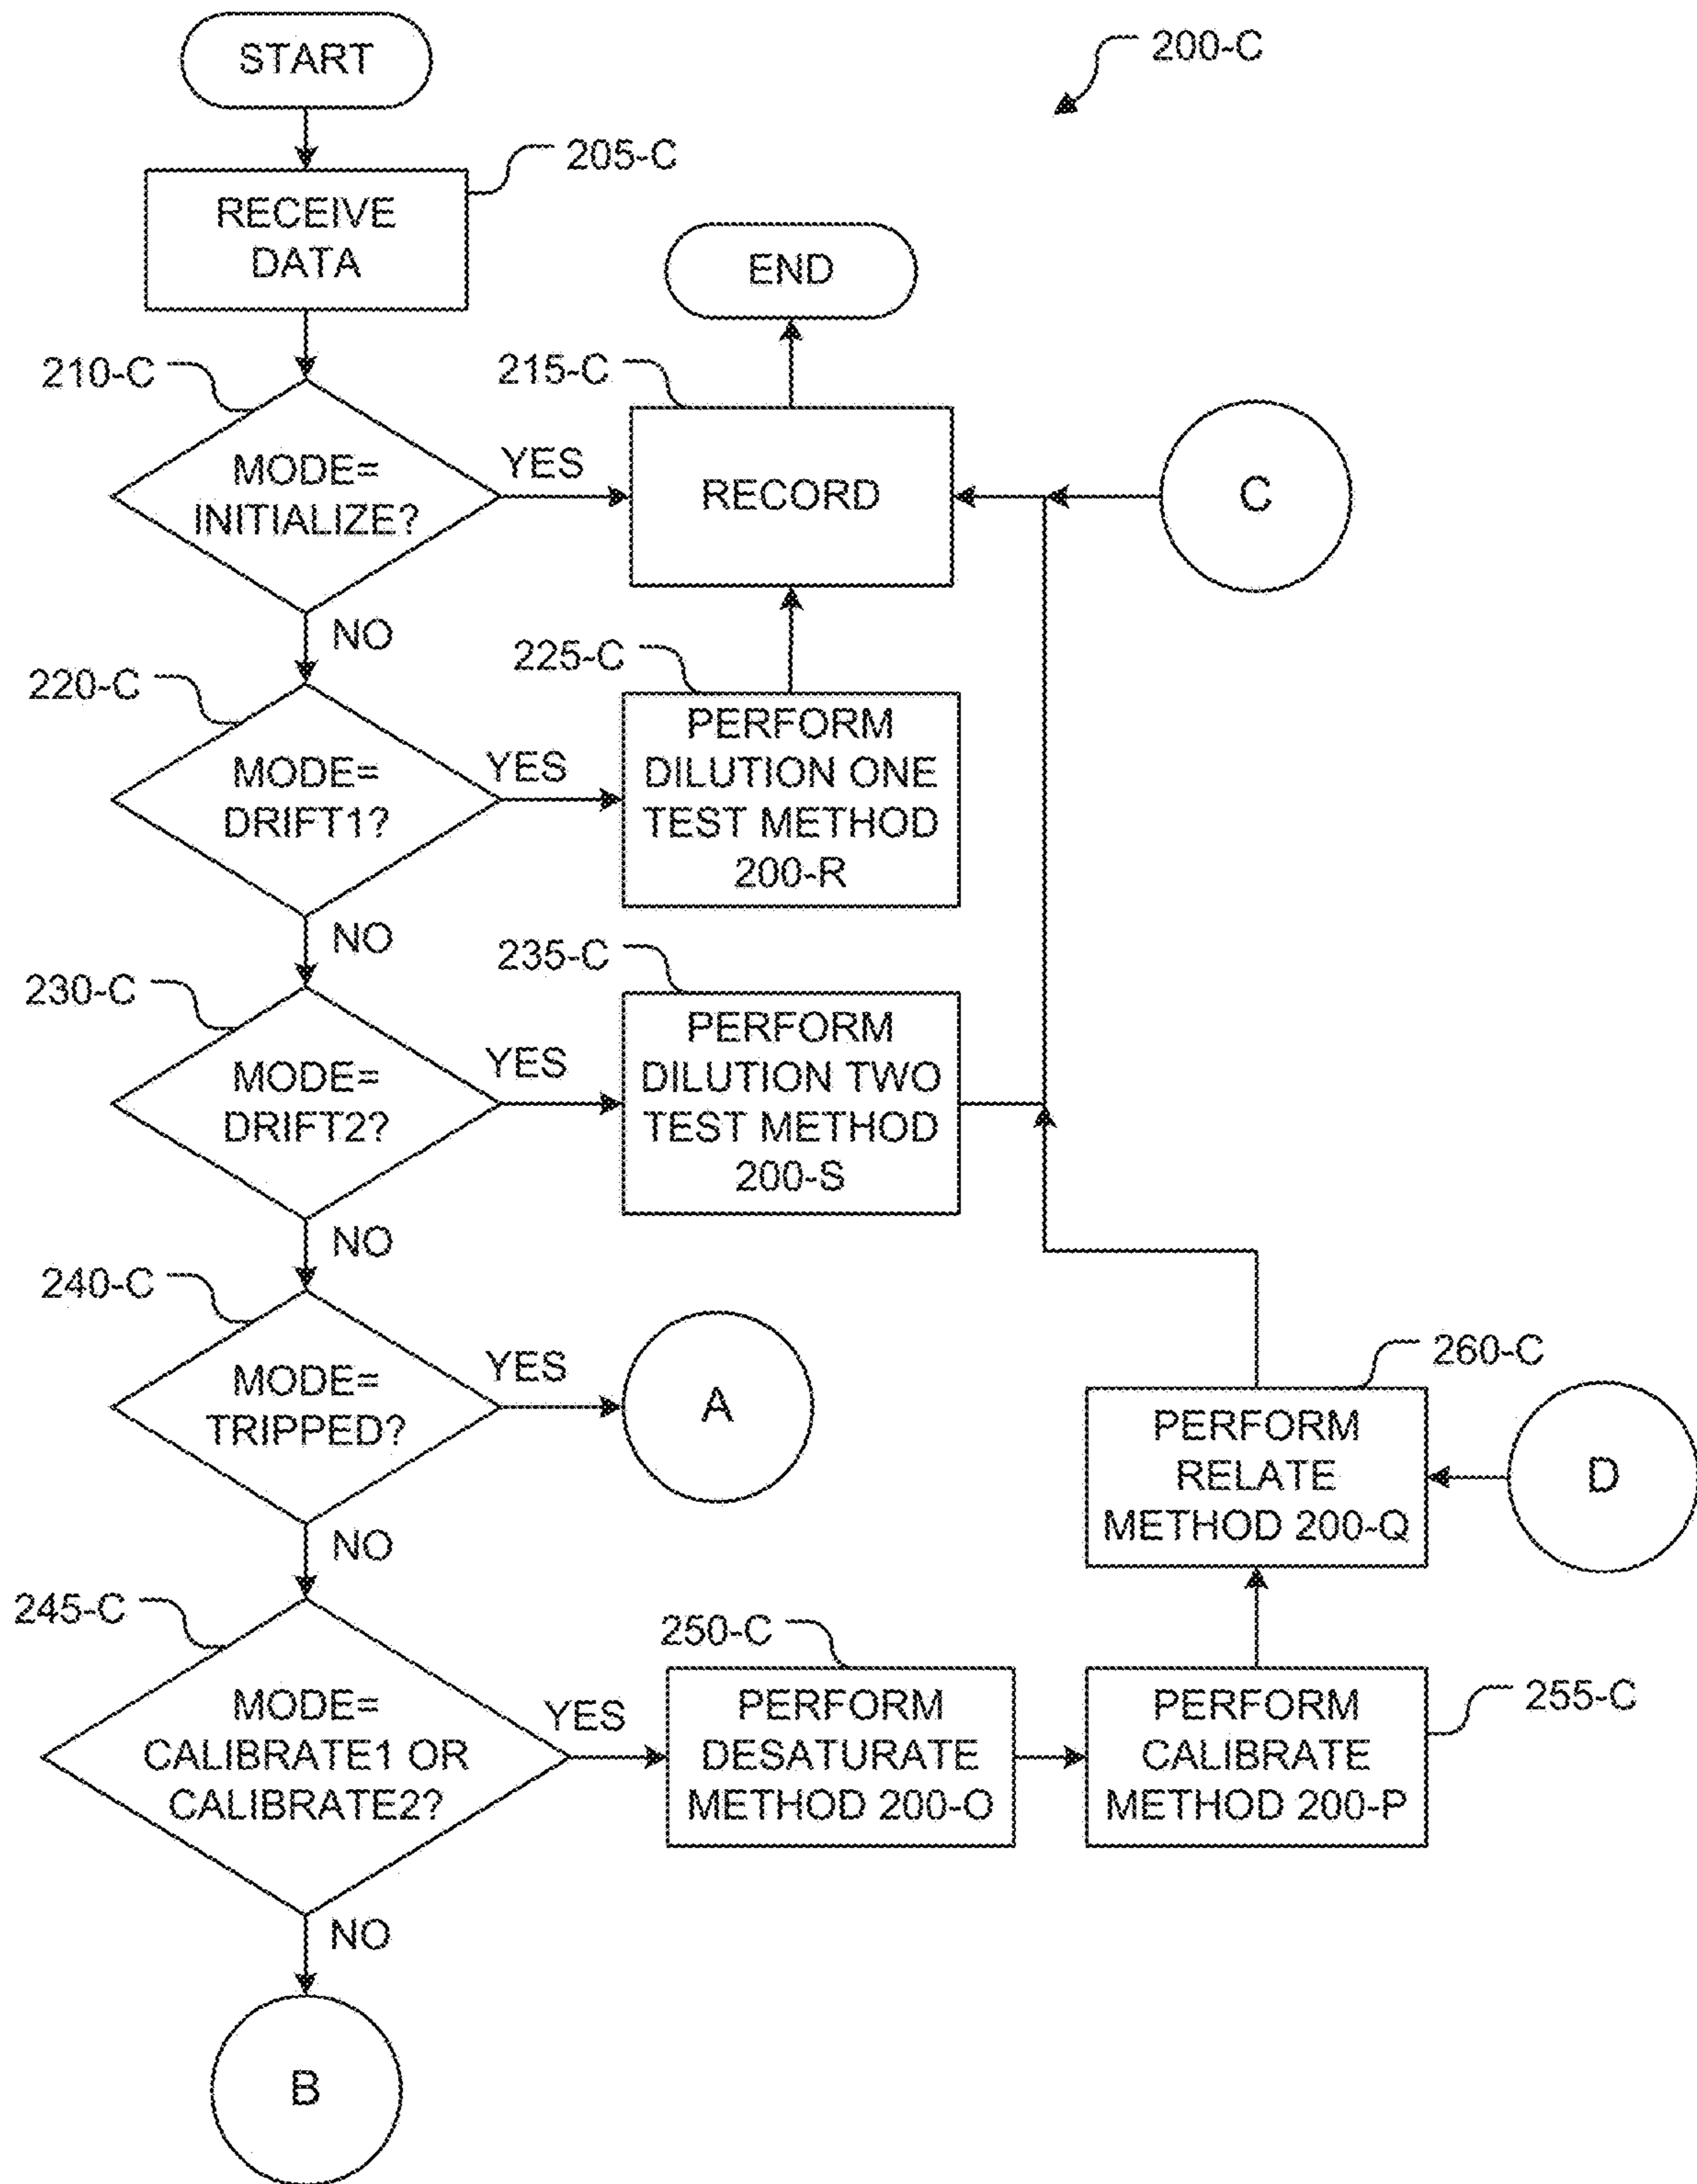 START
200-C
205-C
RECEIVE
DATA
END
210-C
215-C
MODE=
INITIALIZE?
YES
RECORD
C
NO
220-C
225-C
MODE=
DRIFT1?
YES
PERFORM
DILUTION ONE
TEST METHOD
200-R
NO
230-C
235-C
MODE=
DRIFT2?
YES
PERFORM
DILUTION TWO
TEST METHOD
200-S
NO
240-C
MODE=
TRIPPED?
YES
A
260-C
PERFORM
RELATE
METHOD 200-Q
D
NO
245-C
250-C
255-C
MODE=
CALIBRATE1 OR
CALIBRATE2?
YES
PERFORM
DESATURATE
METHOD 200-O
PERFORM
CALIBRATE
METHOD 200-P
NO
B